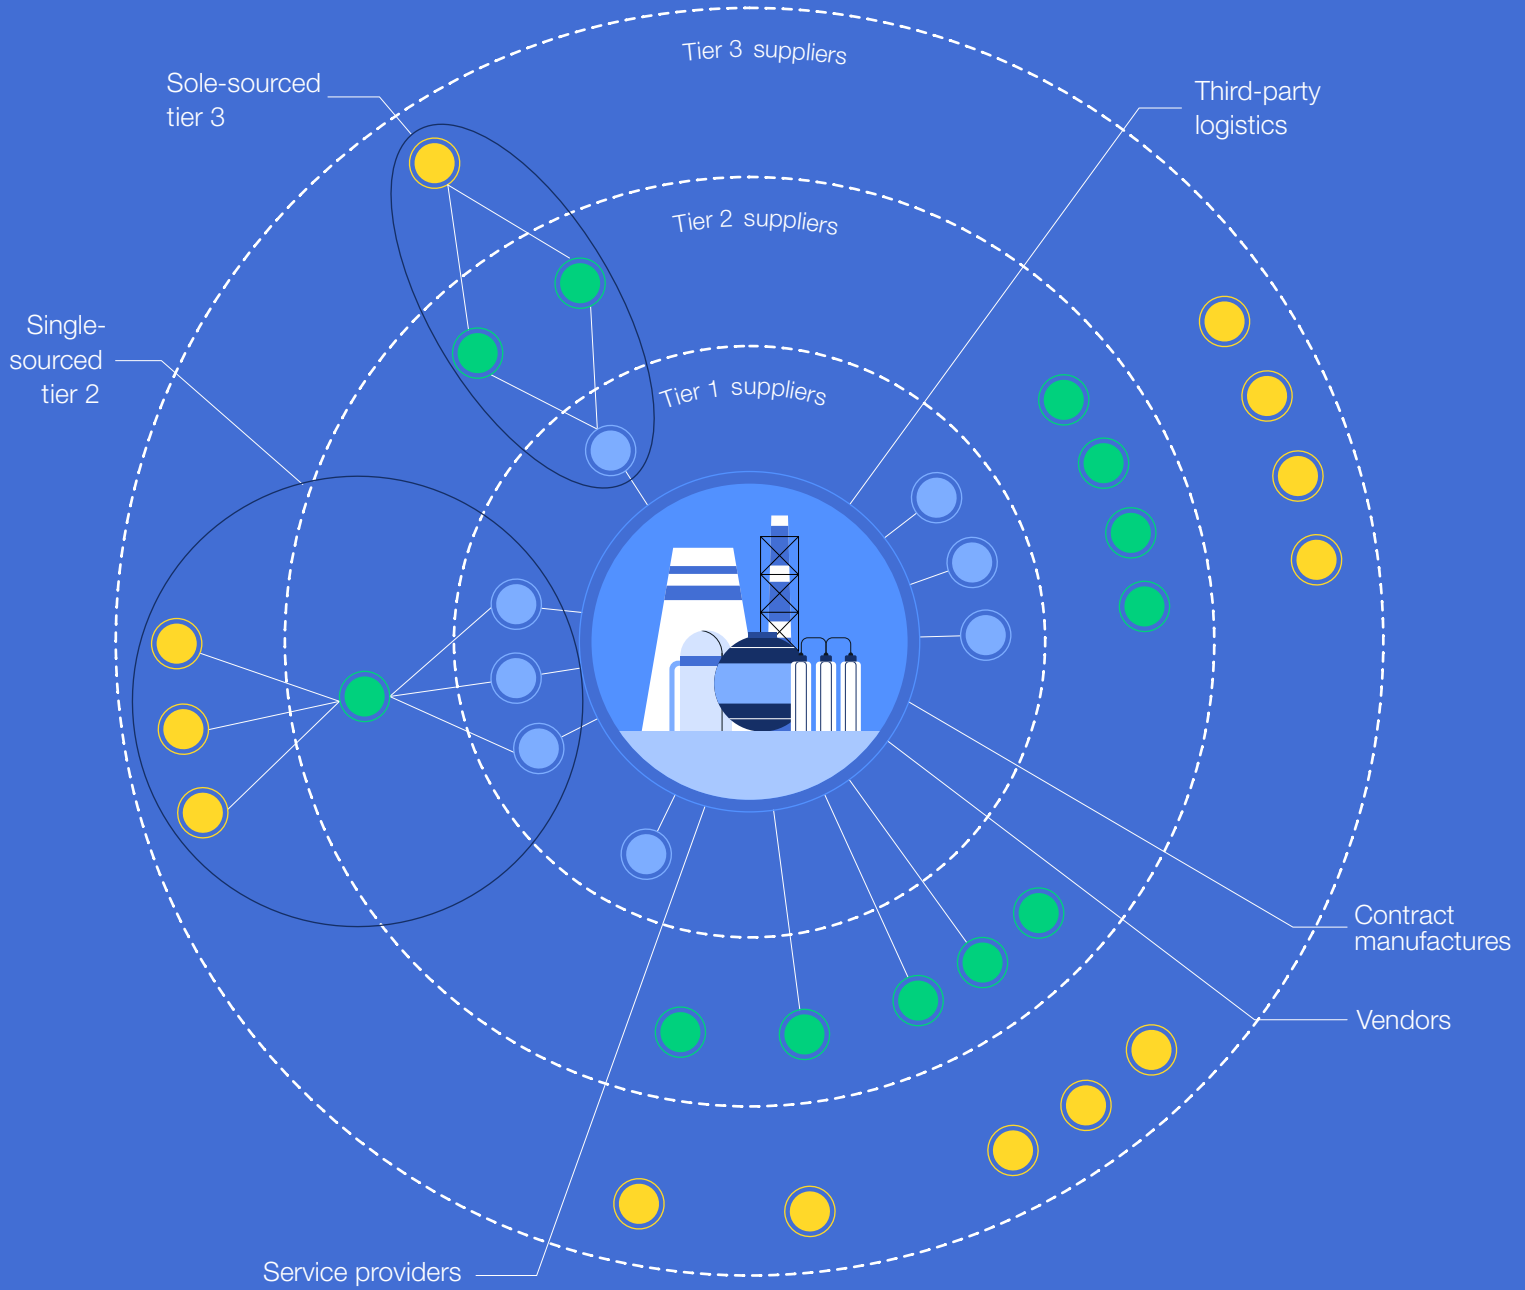 Tier 3 suppliers
Sole-sourced
tier 3
Third-party
logistics
Tier 2 suppliers
Single-
sourced
tier 2
Tier 1 suppliers
Contract
manufactures
Vendors
Service providers